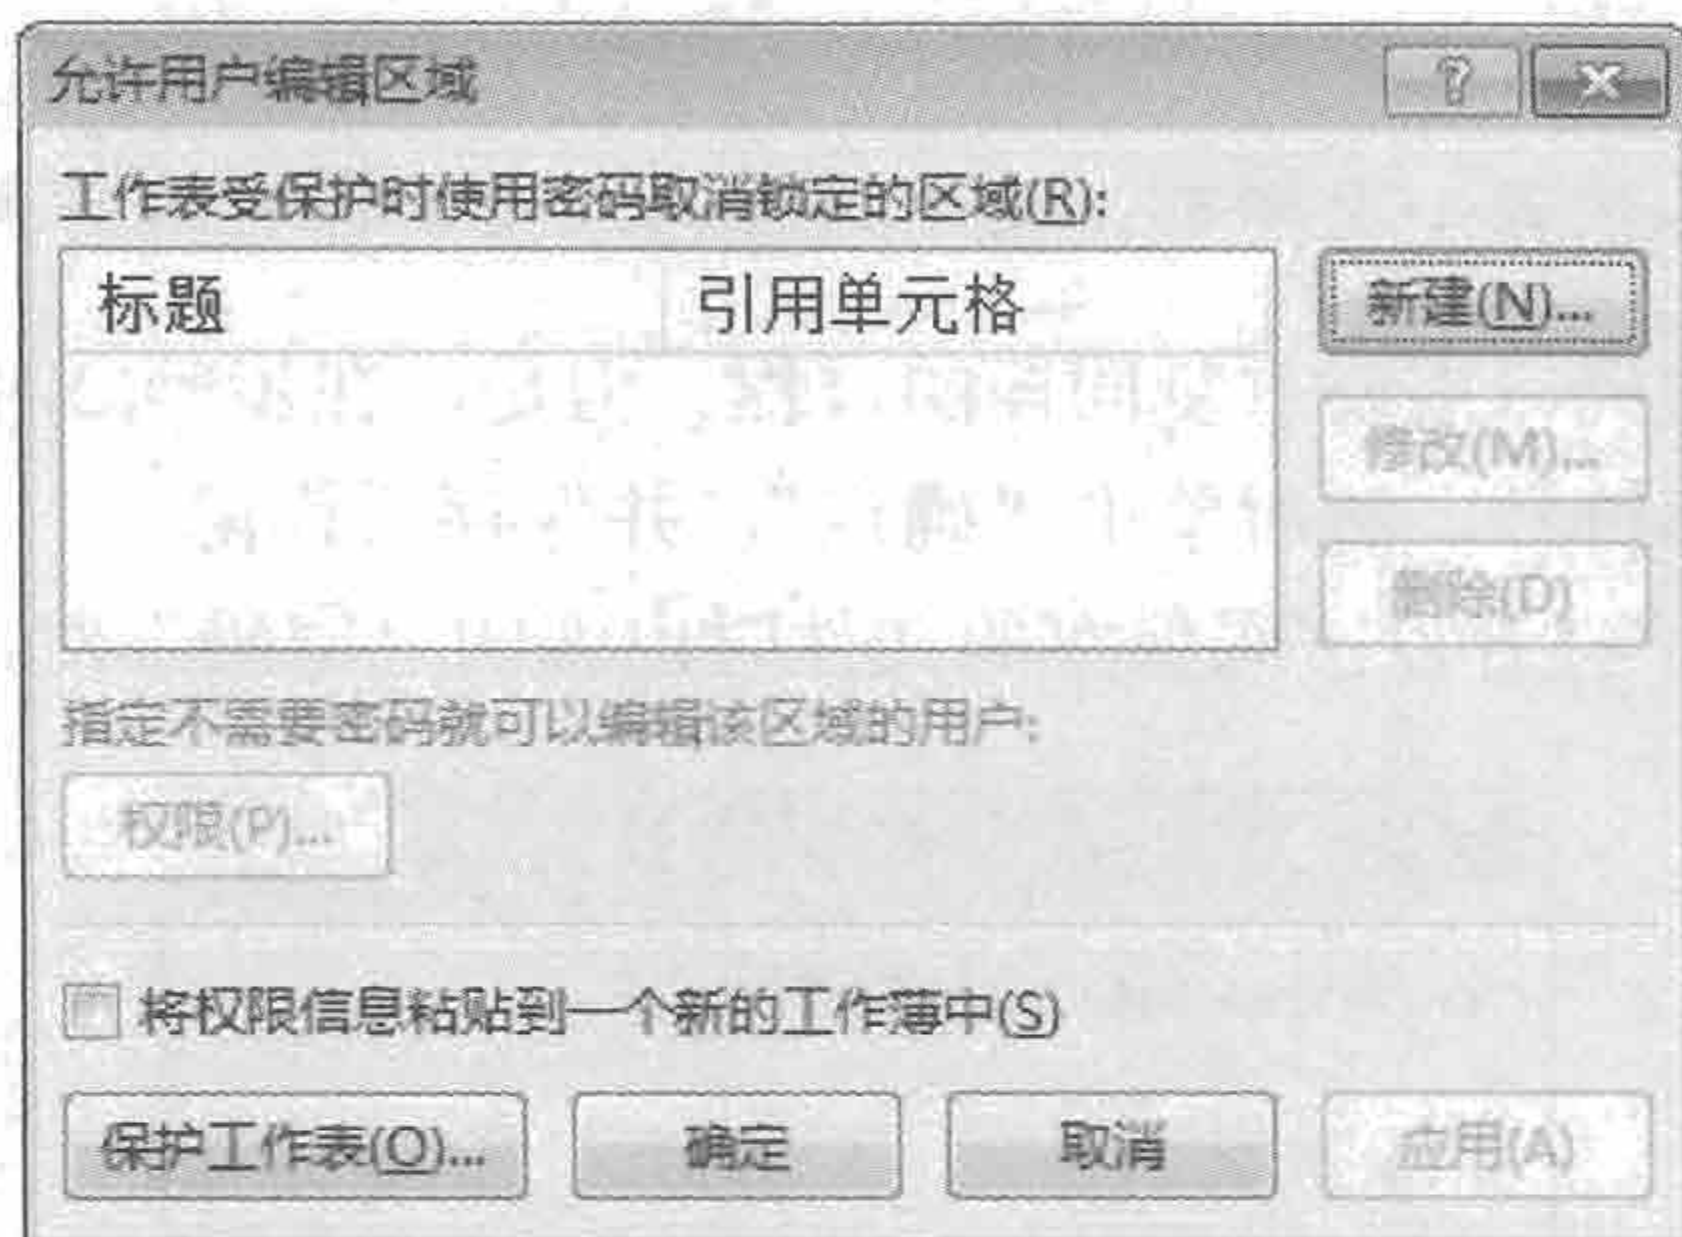 允许用户编辑区域
工作表受保护时使用密码取消锁定的区域(R):
标题 引用单元格
新建(N)...
修改(M)...
删除(D)
指定不需要密码就可以编辑该区域的用户:
权限(P)...
将权限信息粘贴到一个新的工作薄中(S)
保护工作表(O)... 确定 取消 应用(A)